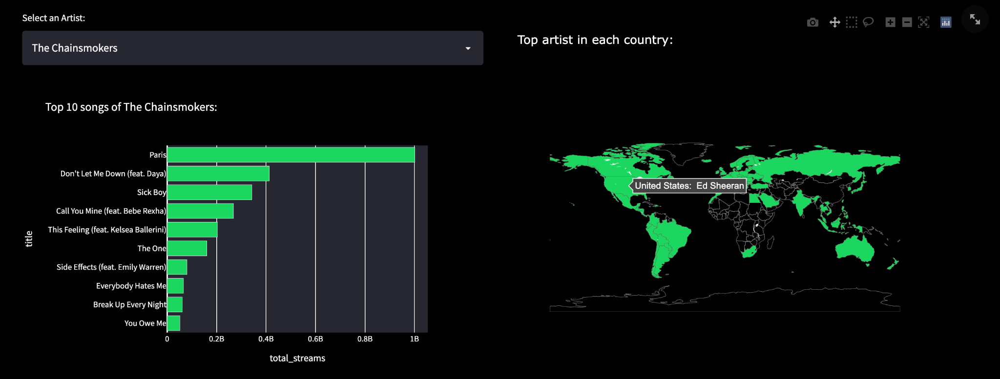 Select an Artist:
The Chainsmokers
Top artist in each country:
Top 10 songs of The Chainsmokers:
title
Paris
Don't Let Me Down (feat. Daya)
Sick Boy
Call You Mine (feat. Bebe Rexha)
This Feeling (feat. Kelsea Ballerini)
The One
Side Effects (feat. Emily Warren)
Everybody Hates Me
Break Up Every Night
You Owe Me
0 0.2B 0.4B 0.6B 0.8B 1B
total_streams
United States: Ed Sheeran